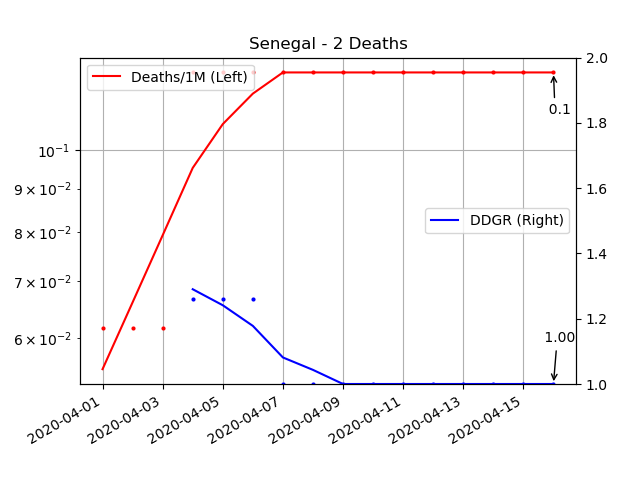 Senegal - 2 Deaths
Deaths/1M (Left)
DDGR (Right)
10⁻¹
9 × 10⁻²
8 × 10⁻²
7 × 10⁻²
6 × 10⁻²
2.0
1.8
1.6
1.4
1.2
1.0
0.1
1.00
2020-04-01
2020-04-03
2020-04-05
2020-04-07
2020-04-09
2020-04-11
2020-04-13
2020-04-15